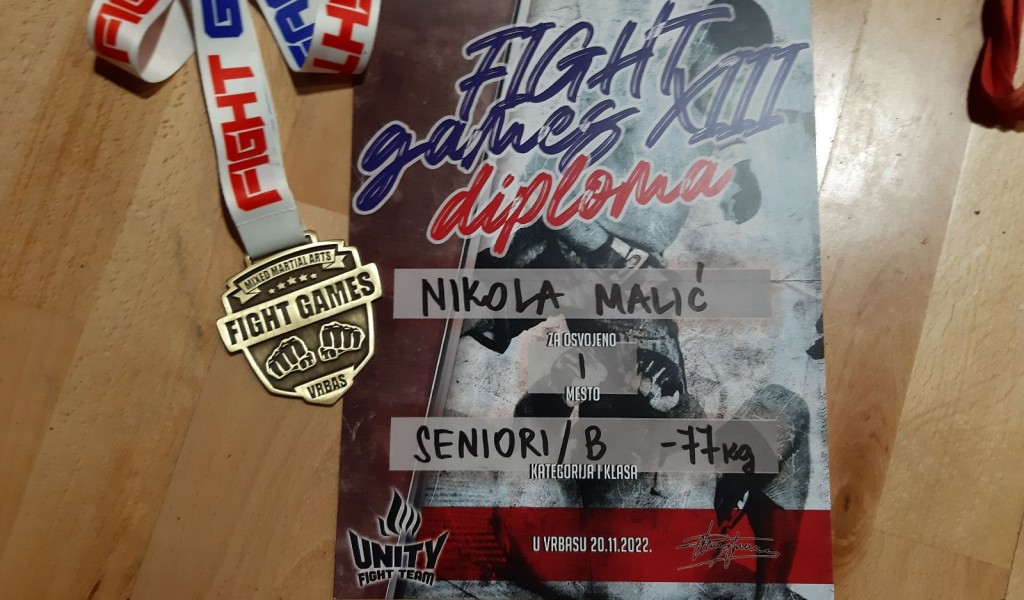 FIGHT G
FIGHT
MIXED MARTIAL ARTS
FIGHT GAMES
VRBAS
FIGHT
games XIII
diploma
NIKOLA MALIĆ
ZA OSVOJENO
I
MESTO
SENIORI/B -77kg
KATEGORIJA I KLASA
UNITY
FIGHT TEAM
U VRBASU 20.11.2022.